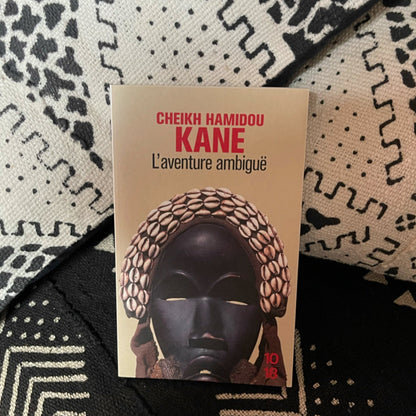 CHEIKH HAMIDOU
KANE
L'aventure ambiguë
10
18